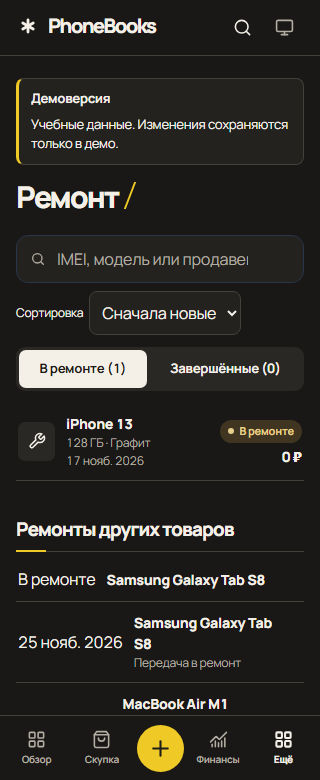 PhoneBooks
Демоверсия
Учебные данные. Изменения сохраняются
только в демо.
Ремонт /
IMEI, модель или продаве
Сортировка Сначала новые
В ремонте (1) Завершённые (0)
iPhone 13
128 ГБ · Графит
17 нояб. 2026
В ремонте
0 ₽
Ремонты других товаров
В ремонте Samsung Galaxy Tab S8
25 нояб. 2026
Samsung Galaxy Tab
S8
Передача в ремонт
MacBook Air M1
Обзор Скупка Финансы Ещё